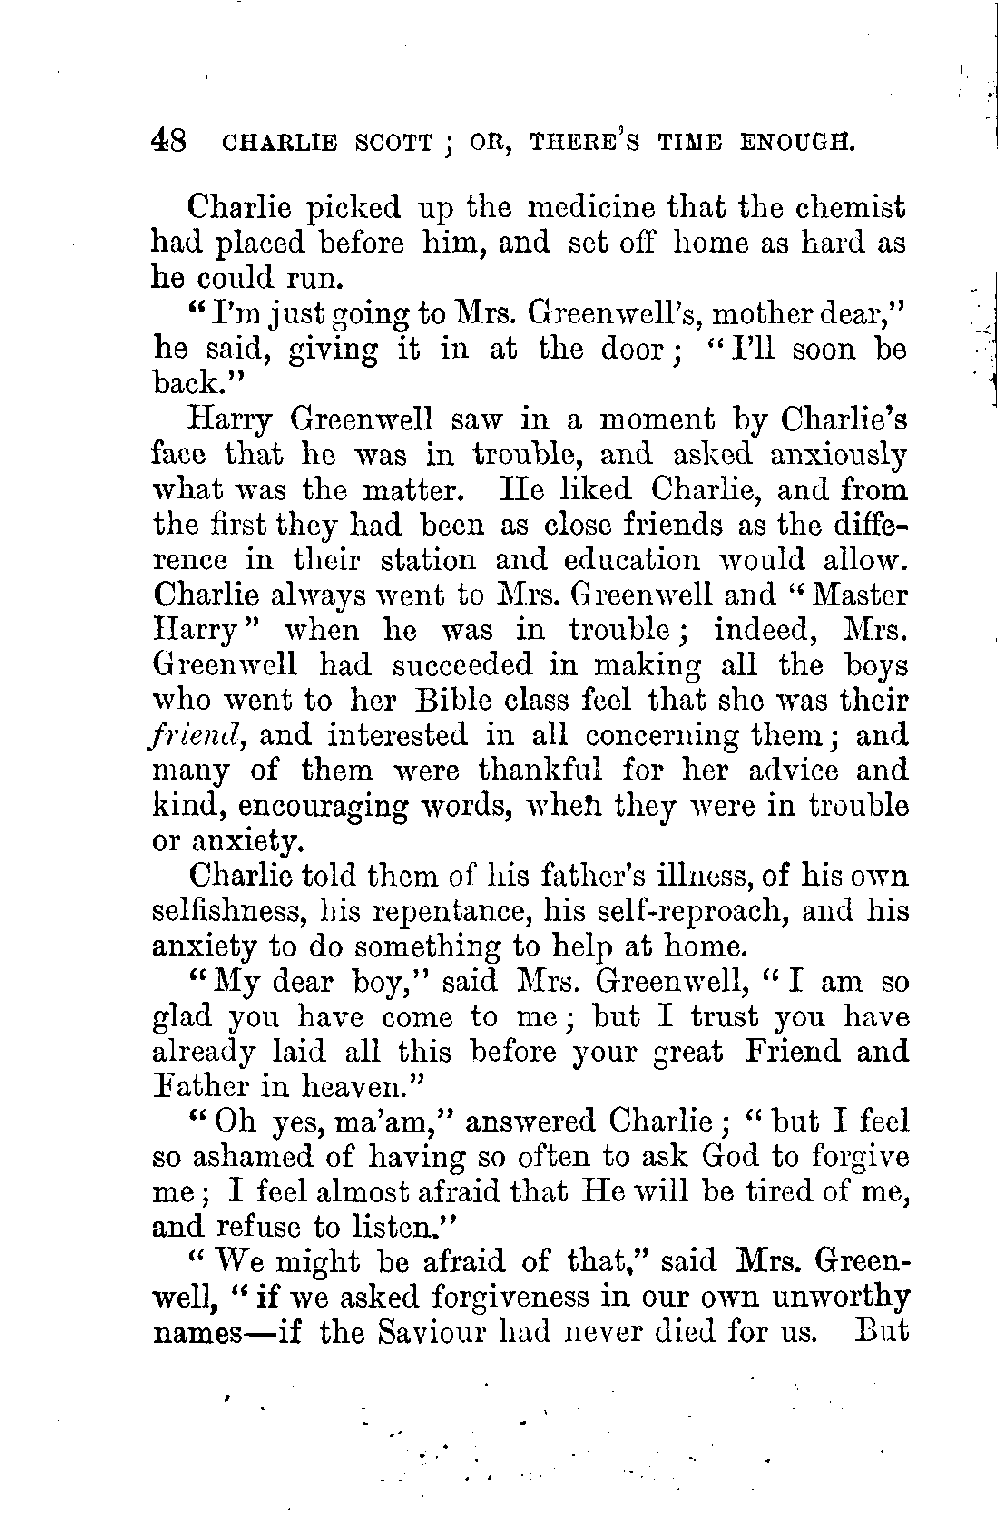 48 CHARLIE SCOTT ; OR, THERE'S TIME ENOUGH.
Charlie picked up the medicine that the chemist
had placed before him, and set off home as hard as
he could run.
“I'm just going to Mrs. Greenwell's, mother dear,”
he said, giving it in at the door ; “I'll soon be
back.”
Harry Greenwell saw in a moment by Charlie's
face that he was in trouble, and asked anxiously
what was the matter. He liked Charlie, and from
the first they had been as close friends as the diffe-
rence in their station and education would allow.
Charlie always went to Mrs. Greenwell and “Master
Harry” when he was in trouble ; indeed, Mrs.
Greenwell had succeeded in making all the boys
who went to her Bible class feel that she was their
friend, and interested in all concerning them ; and
many of them were thankful for her advice and
kind, encouraging words, when they were in trouble
or anxiety.
Charlie told them of his father's illness, of his own
selfishness, his repentance, his self-reproach, and his
anxiety to do something to help at home.
“My dear boy,” said Mrs. Greenwell, “I am so
glad you have come to me ; but I trust you have
already laid all this before your great Friend and
Father in heaven.”
“Oh yes, ma'am,” answered Charlie ; “but I feel
so ashamed of having so often to ask God to forgive
me ; I feel almost afraid that He will be tired of me,
and refuse to listen.”
“We might be afraid of that,” said Mrs. Green-
well, “if we asked forgiveness in our own unworthy
names—if the Saviour had never died for us. But